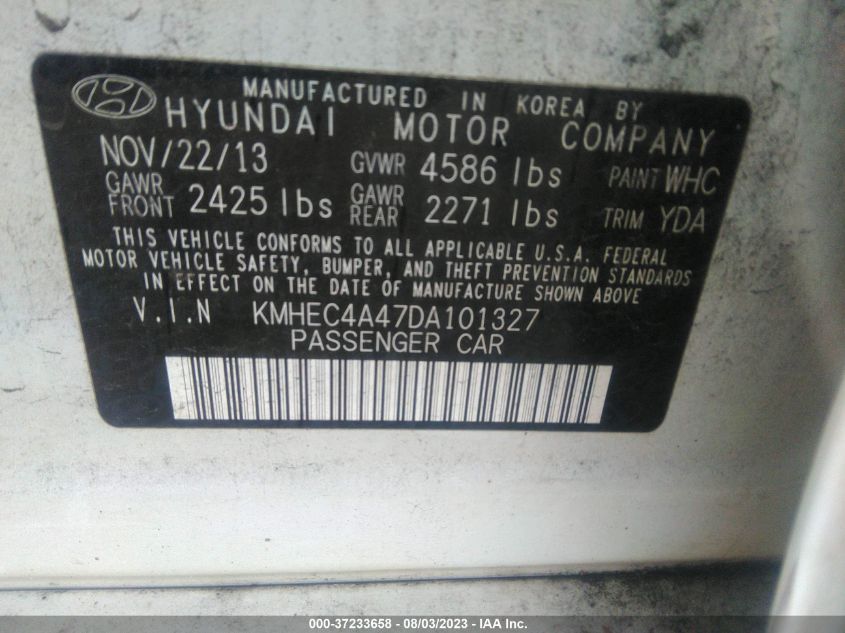 MANUFACTURED IN KOREA BY
HYUNDAI MOTOR COMPANY
NOV/22/13 GVWR 4586 lbs PAINT WHC
GAWR FRONT 2425 lbs GAWR REAR 2271 lbs TRIM YDA
THIS VEHICLE CONFORMS TO ALL APPLICABLE U.S.A. FEDERAL
MOTOR VEHICLE SAFETY, BUMPER, AND THEFT PREVENTION STANDARDS
IN EFFECT ON THE DATE OF MANUFACTURE SHOWN ABOVE
V.I.N KMHEC4A47DA101327
PASSENGER CAR
000-37233658 - 08/03/2023 - IAA Inc.